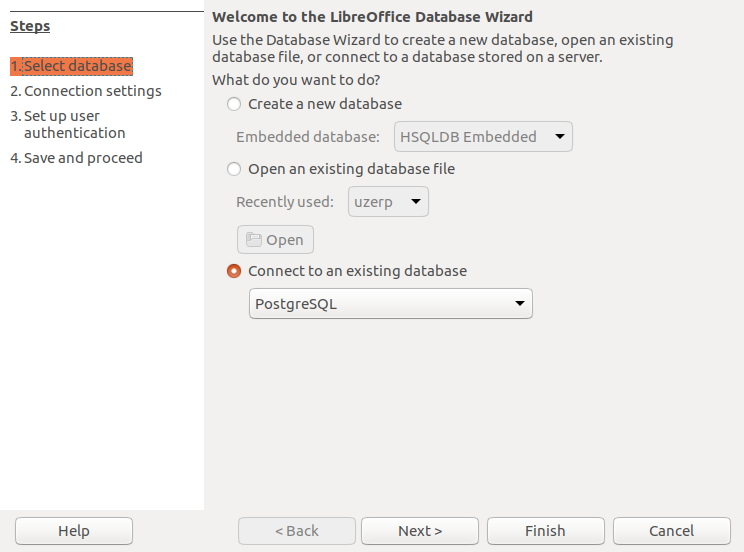 Steps
1. Select database
2. Connection settings
3. Set up user
authentication
4. Save and proceed
Welcome to the LibreOffice Database Wizard
Use the Database Wizard to create a new database, open an existing
database file, or connect to a database stored on a server.
What do you want to do?
Create a new database
Embedded database: HSQLDB Embedded
Open an existing database file
Recently used: uzerp
Open
Connect to an existing database
PostgreSQL
Help < Back Next > Finish Cancel